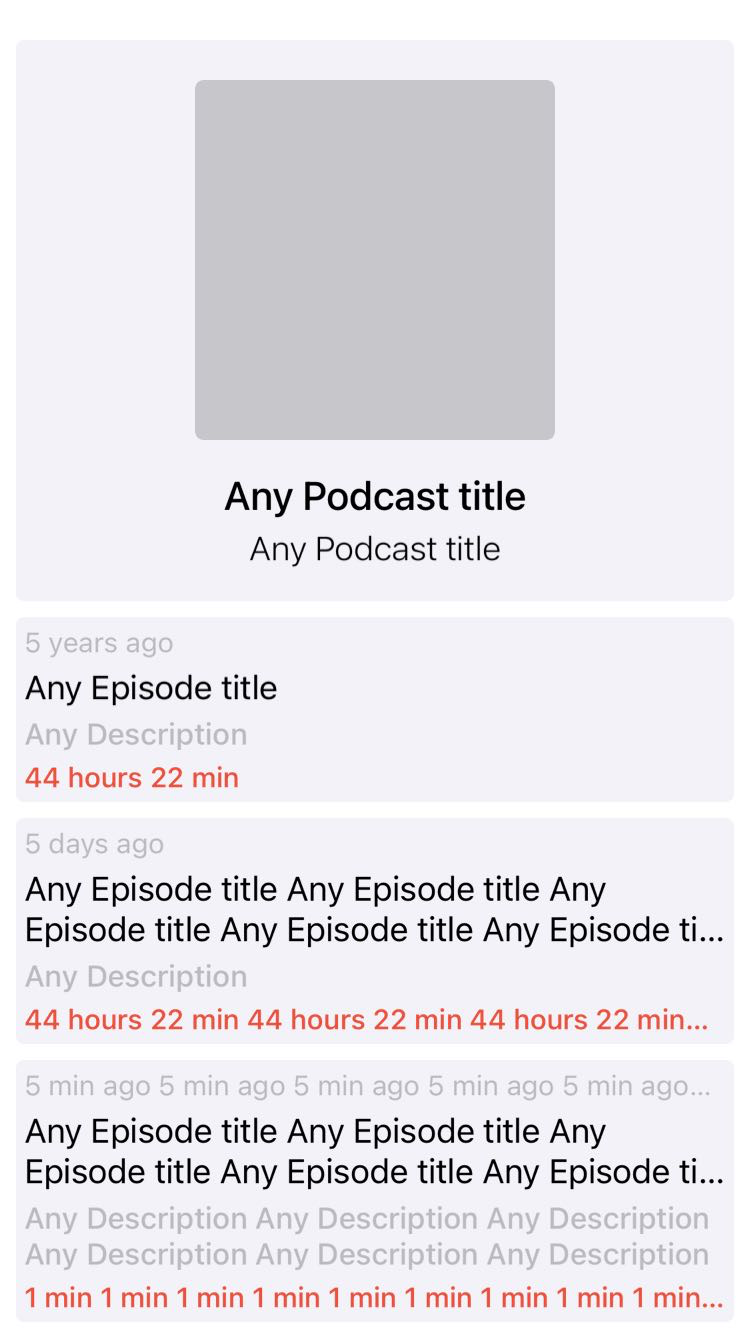 Any Podcast title
Any Podcast title
5 years ago
Any Episode title
Any Description
44 hours 22 min
5 days ago
Any Episode title Any Episode title Any
Episode title Any Episode title Any Episode ti...
Any Description
44 hours 22 min 44 hours 22 min 44 hours 22 min...
5 min ago 5 min ago 5 min ago 5 min ago 5 min ago...
Any Episode title Any Episode title Any
Episode title Any Episode title Any Episode ti...
Any Description Any Description Any Description
Any Description Any Description Any Description
1 min 1 min 1 min 1 min 1 min 1 min 1 min 1 min 1 min...